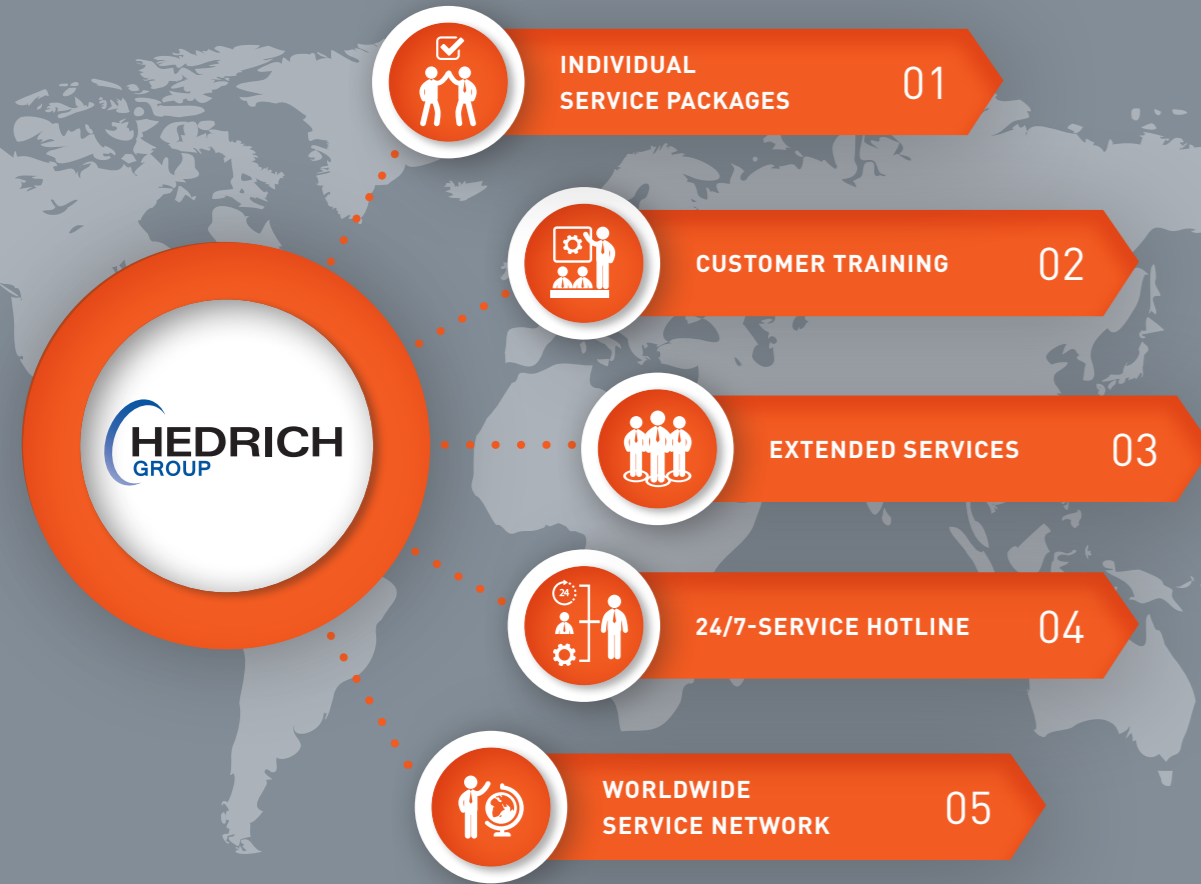 INDIVIDUAL
SERVICE PACKAGES
01
CUSTOMER TRAINING
02
HEDRICH
GROUP
EXTENDED SERVICES
03
24
24/7-SERVICE HOTLINE
04
WORLDWIDE
SERVICE NETWORK
05